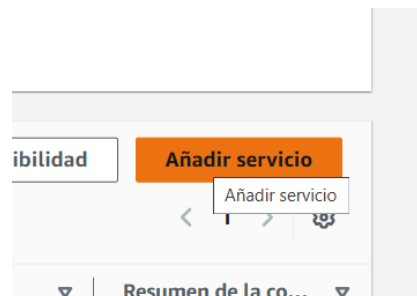 ibilidad
Añadir servicio
Añadir servicio
1
Resumen de la co...